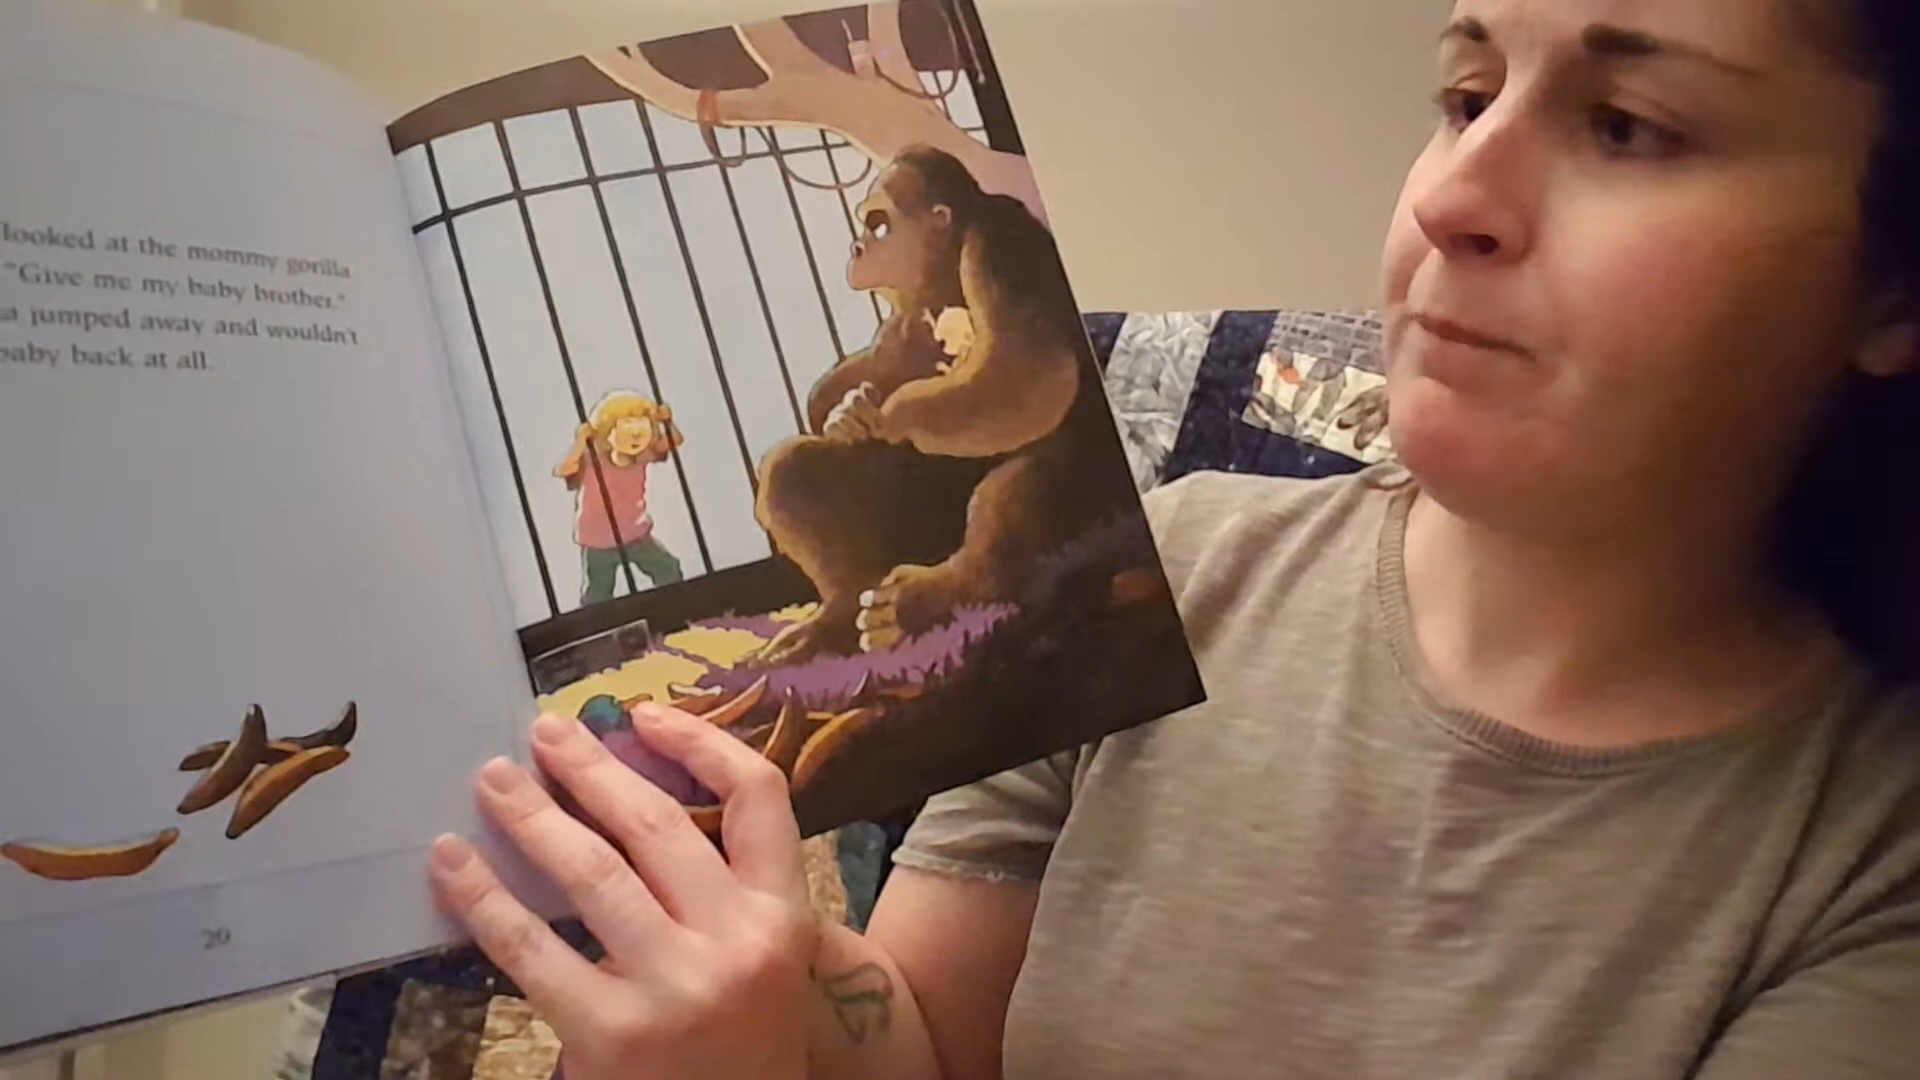 looked at the mommy gorilla
"Give me my baby brother."
a jumped away and wouldn't
baby back at all.
20